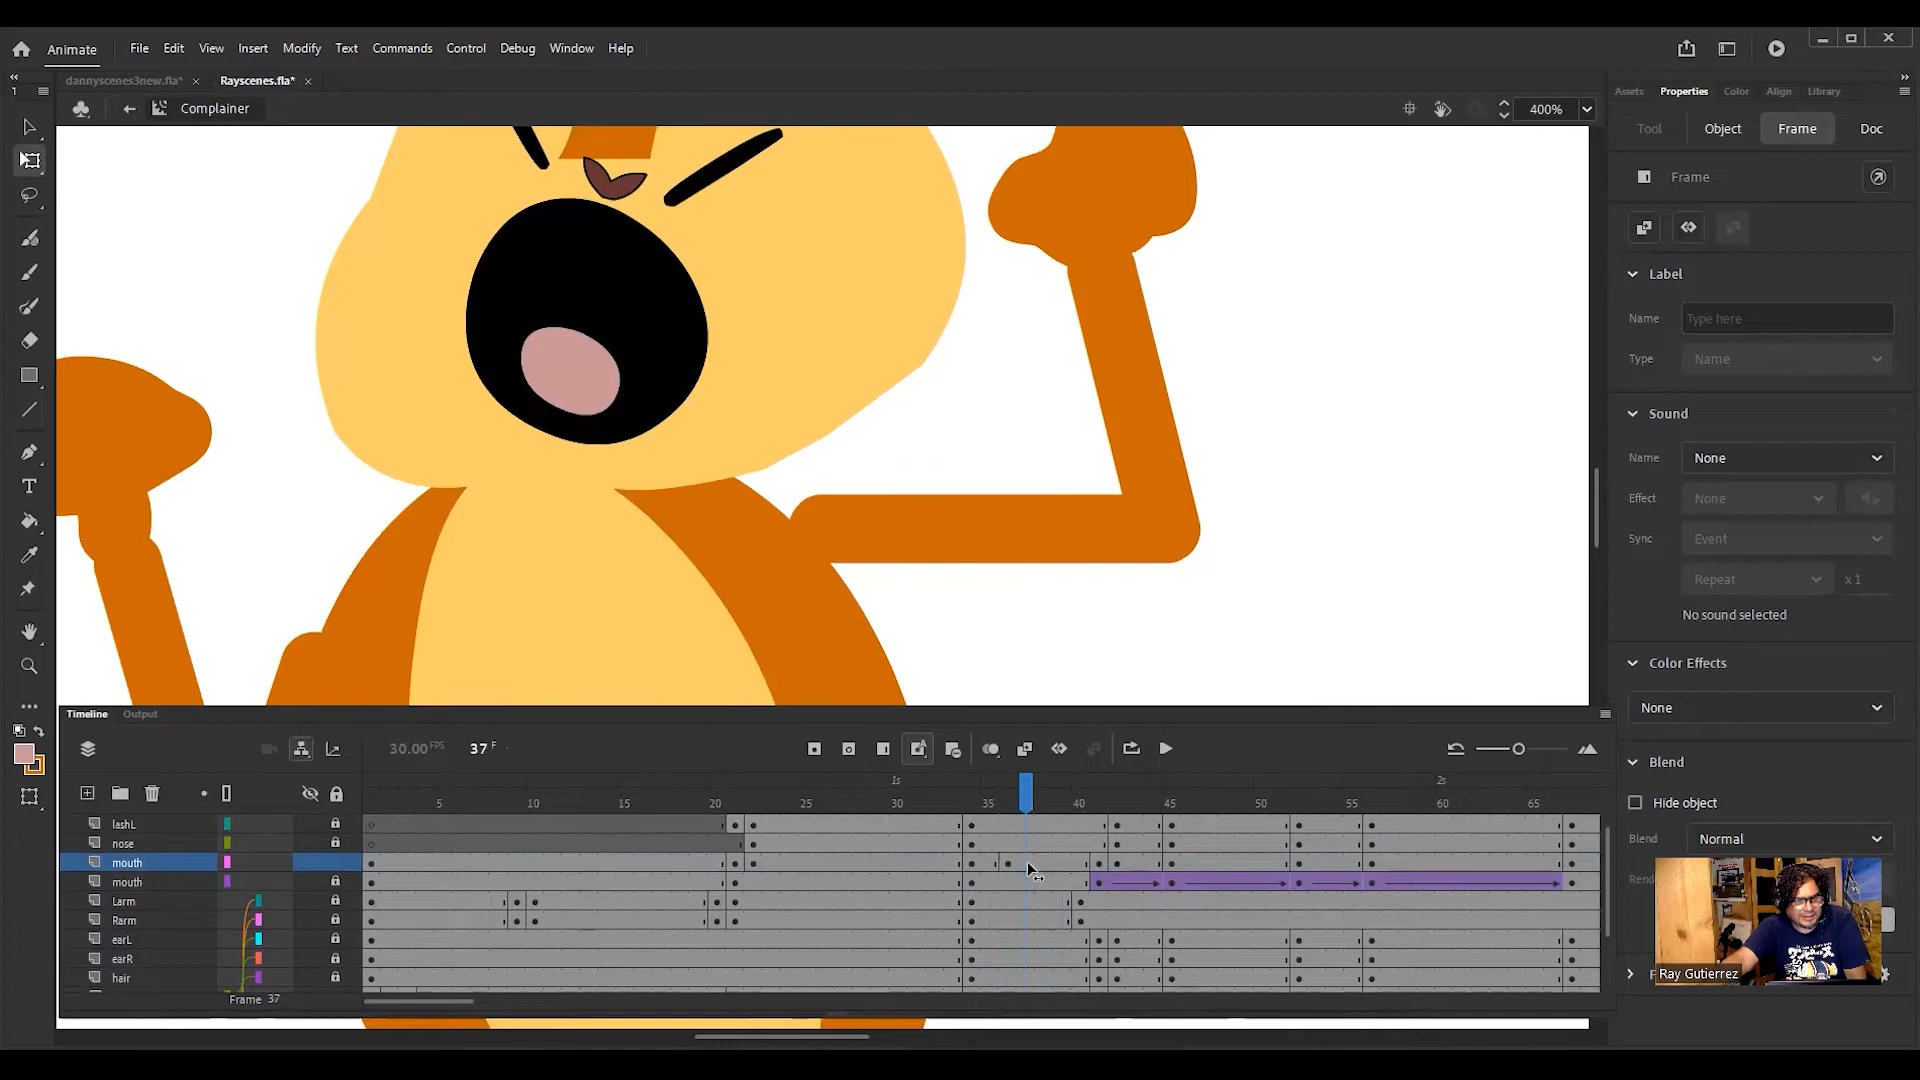 Animate File Edit View Insert Modify Text Commands Control Debug Window Help
dannyscenes3new.fla* × Rayscenes.fla* ×
1
Complainer
400%
Assets Properties Color Align Library
Tool Object Frame Doc
Frame
Label
Name Type here
Type Name
Sound
Name None
Effect None
Sync Event
Repeat x 1
No sound selected
Color Effects
None
Blend
Hide object
Blend Normal
Ray Gutierrez
Timeline Output
30.00 FPS 37 F
1s 2s
5 10 15 20 25 30 35 40 45 50 55 60 65
lashL
nose
mouth
mouth
Larm
Rarm
earL
earR
hair
Frame 37